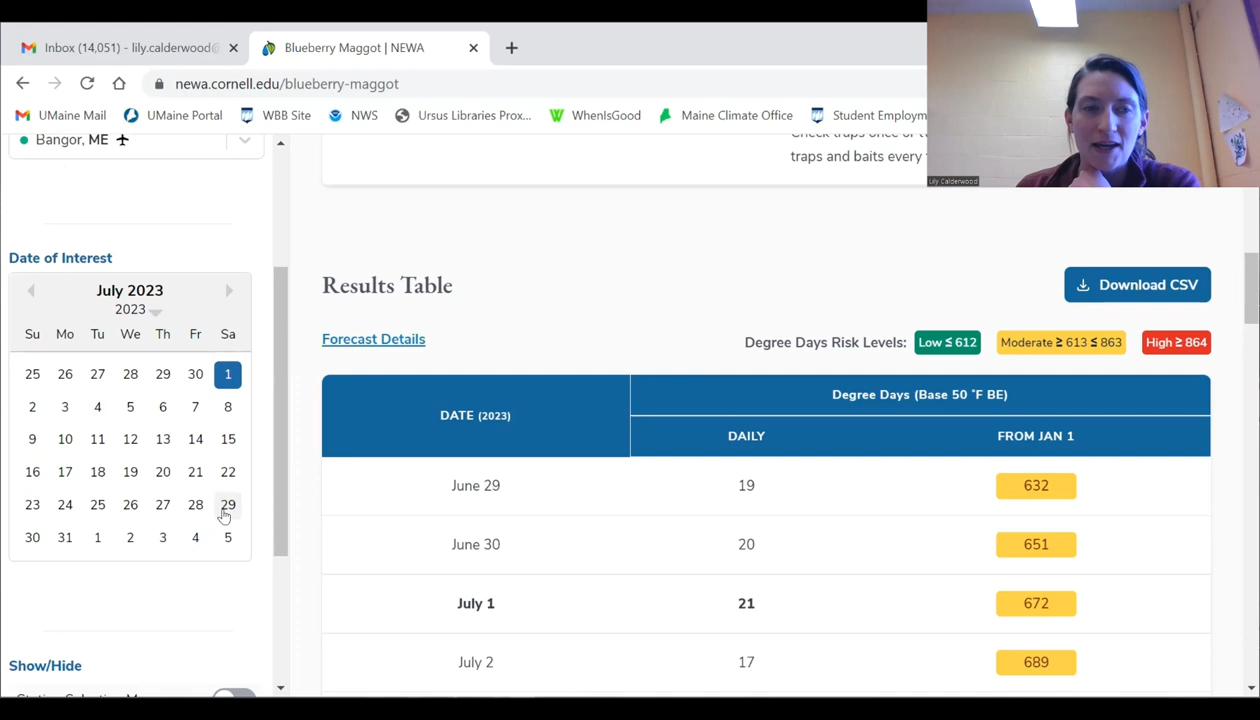 Inbox (14,051) - lily.calderwood@
Blueberry Maggot | NEWA
newa.cornell.edu/blueberry-maggot
UMaine Mail UMaine Portal WBB Site NWS Ursus Libraries Prox... WhenIsGood Maine Climate Office Student Employm
Lily Calderwood
Bangor, ME
Check traps once or
traps and baits every
Date of Interest
July 2023
2023
Su Mo Tu We Th Fr Sa
25 26 27 28 29 30 1
2 3 4 5 6 7 8
9 10 11 12 13 14 15
16 17 18 19 20 21 22
23 24 25 26 27 28 29
30 31 1 2 3 4 5
Show/Hide
Results Table
Download CSV
Forecast Details
Degree Days Risk Levels: Low ≤ 612 Moderate ≥ 613 ≤ 863 High ≥ 864
DATE (2023)
Degree Days (Base 50 °F BE)
DAILY FROM JAN 1
June 29 19 632
June 30 20 651
July 1 21 672
July 2 17 689